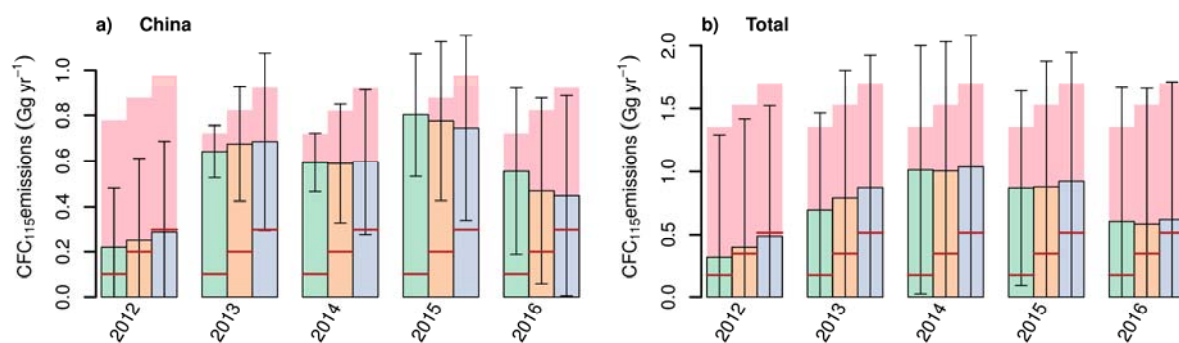 a) China
CFC₁₁₅emissions (Gg yr⁻¹)
0.0 0.2 0.4 0.6 0.8 1.0
2012 2013 2014 2015 2016
b) Total
CFC₁₁₅emissions (Gg yr⁻¹)
0.0 0.5 1.0 1.5 2.0
2012 2013 2014 2015 2016